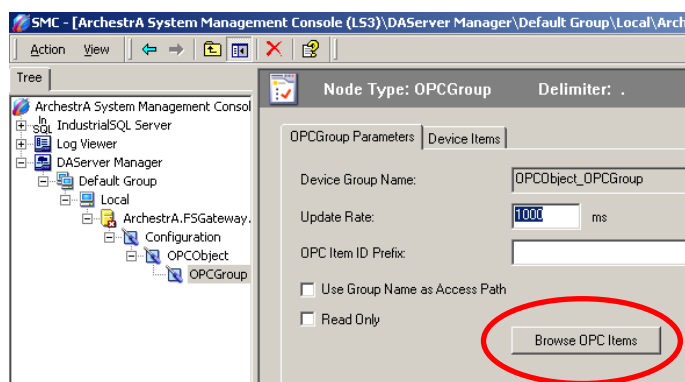 SMC - [ArchestrA System Management Console (LS3)\DAServer Manager\Default Group\Local\Arch
Action View
Tree
ArchestrA System Management Consol
IndustrialSQL Server
Log Viewer
DAServer Manager
Default Group
Local
ArchestrA.FSGateway.
Configuration
OPCObject
OPCGroup
Node Type: OPCGroup Delimiter: .
OPCGroup Parameters Device Items
Device Group Name: OPCObject_OPCGroup
Update Rate: 1000 ms
OPC Item ID Prefix:
Use Group Name as Access Path
Read Only
Browse OPC Items